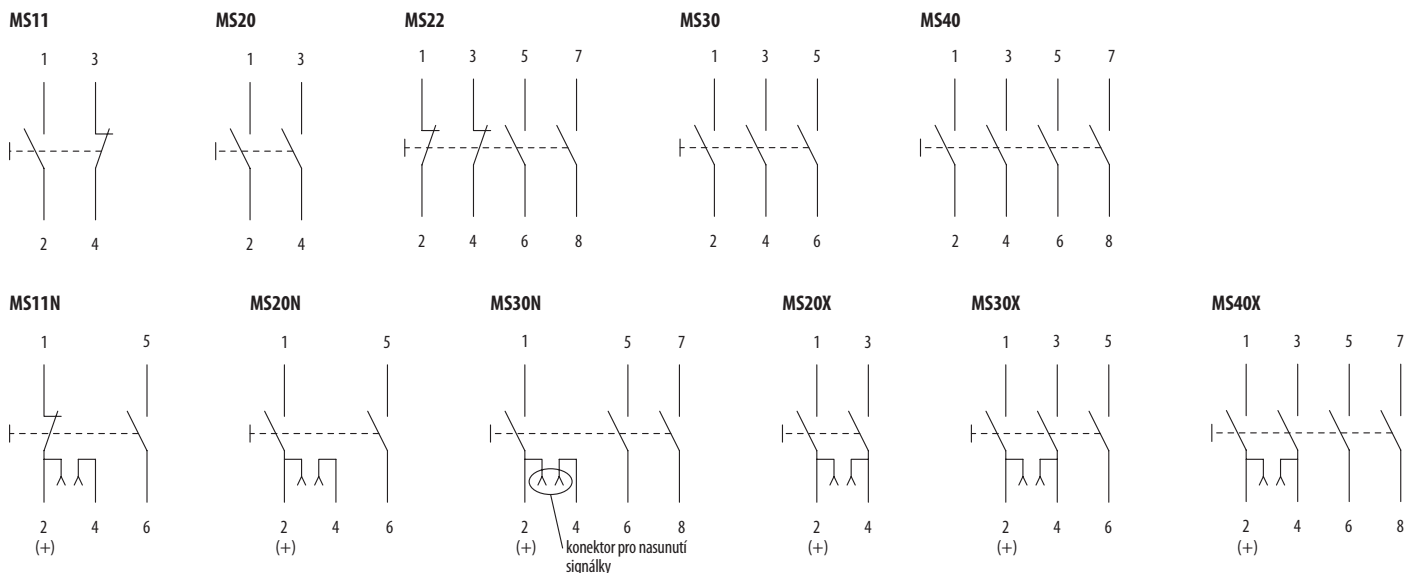 MS11 MS20 MS22 MS30 MS40
1 3 1 3 1 3 5 7 1 3 5 1 3 5 7
2 4 2 4 2 4 6 8 2 4 6 2 4 6 8
MS11N MS20N MS30N MS20X MS30X MS40X
1 5 1 5 1 5 7 1 3 1 3 5 1 3 5 7
2 4 6 2 4 6 2 4 6 8 2 4 2 4 6 2 4 6 8
(+) (+) (+) (+) (+) (+)
konektor pro nasunutí
signálky